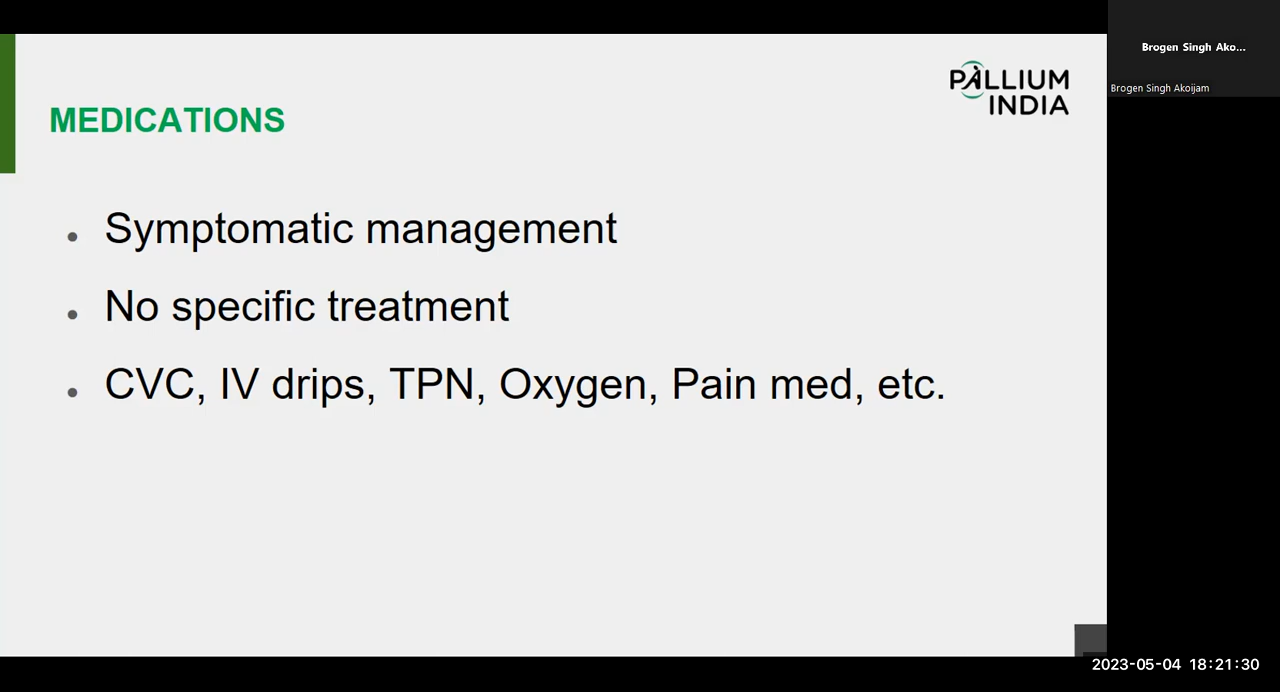 Brogen Singh Ako...
Brogen Singh Akoijam
PALLIUM
INDIA
MEDICATIONS
• Symptomatic management
• No specific treatment
• CVC, IV drips, TPN, Oxygen, Pain med, etc.
2023-05-04 18:21:30